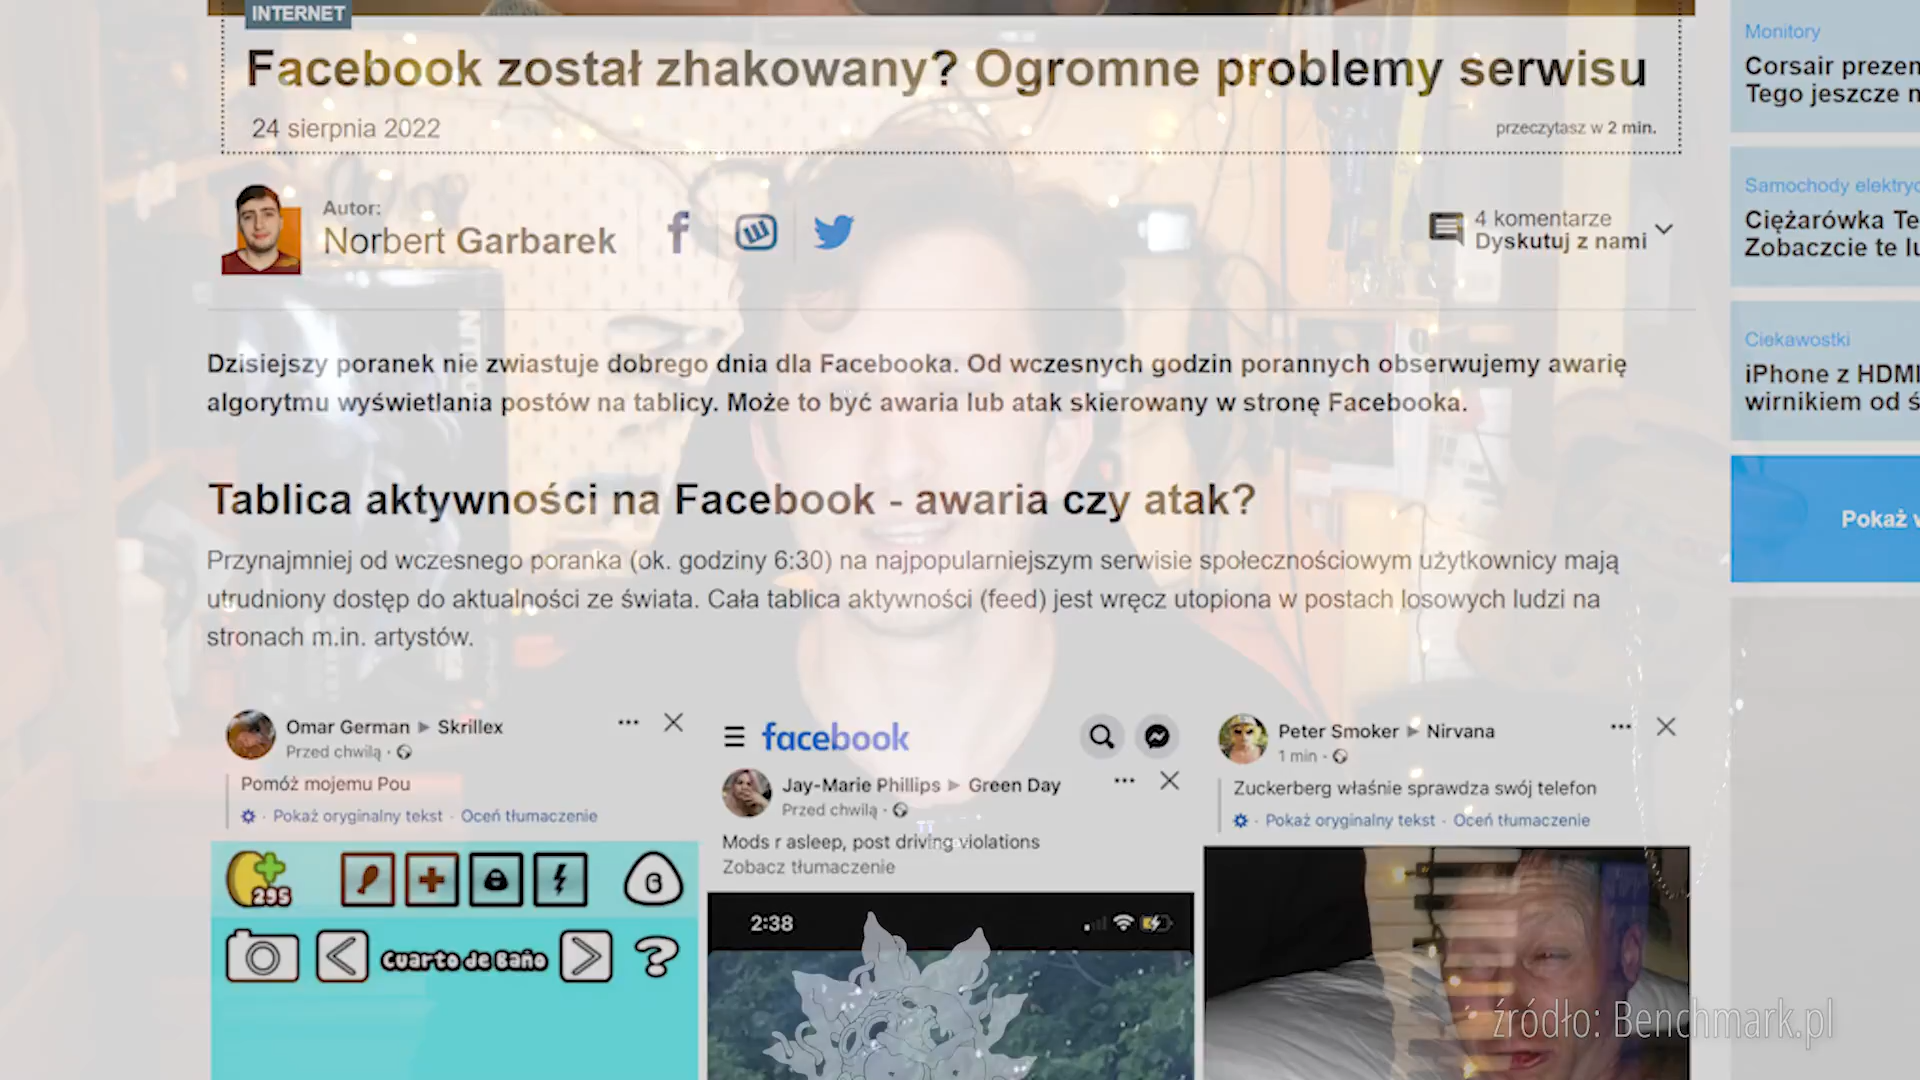 INTERNET
Facebook został zhakowany? Ogromne problemy serwisu
24 sierpnia 2022
przeczytasz w 2 min.
Autor:
Norbert Garbarek
4 komentarze
Dyskutuj z nami
Dzisiejszy poranek nie zwiastuje dobrego dnia dla Facebooka. Od wczesnych godzin porannych obserwujemy awarię
algorytmu wyświetlania postów na tablicy. Może to być awaria lub atak skierowany w stronę Facebooka.
Tablica aktywności na Facebook - awaria czy atak?
Przynajmniej od wczesnego poranka (ok. godziny 6:30) na najpopularniejszym serwisie społecznościowym użytkownicy mają
utrudniony dostęp do aktualności ze świata. Cała tablica aktywności (feed) jest wręcz utopiona w postach losowych ludzi na
stronach m.in. artystów.
Omar German ▸ Skrillex
Przed chwilą ·
Pomóż mojemu Pou
· Pokaż oryginalny tekst · Oceń tłumaczenie
295
6
Cuarto de Baño
?
facebook
Jay-Marie Phillips ▸ Green Day
Przed chwilą ·
Mods r asleep, post driving violations
Zobacz tłumaczenie
2:38
Peter Smoker ▸ Nirvana
1 min ·
Zuckerberg właśnie sprawdza swój telefon
· Pokaż oryginalny tekst · Oceń tłumaczenie
Monitory
Corsair prezen
Tego jeszcze n
Samochody elektryc
Ciężarówka Te
Zobaczcie te lu
Ciekawostki
iPhone z HDMI
wirnikiem od ś
Pokaż w
źródło: Benchmark.pl